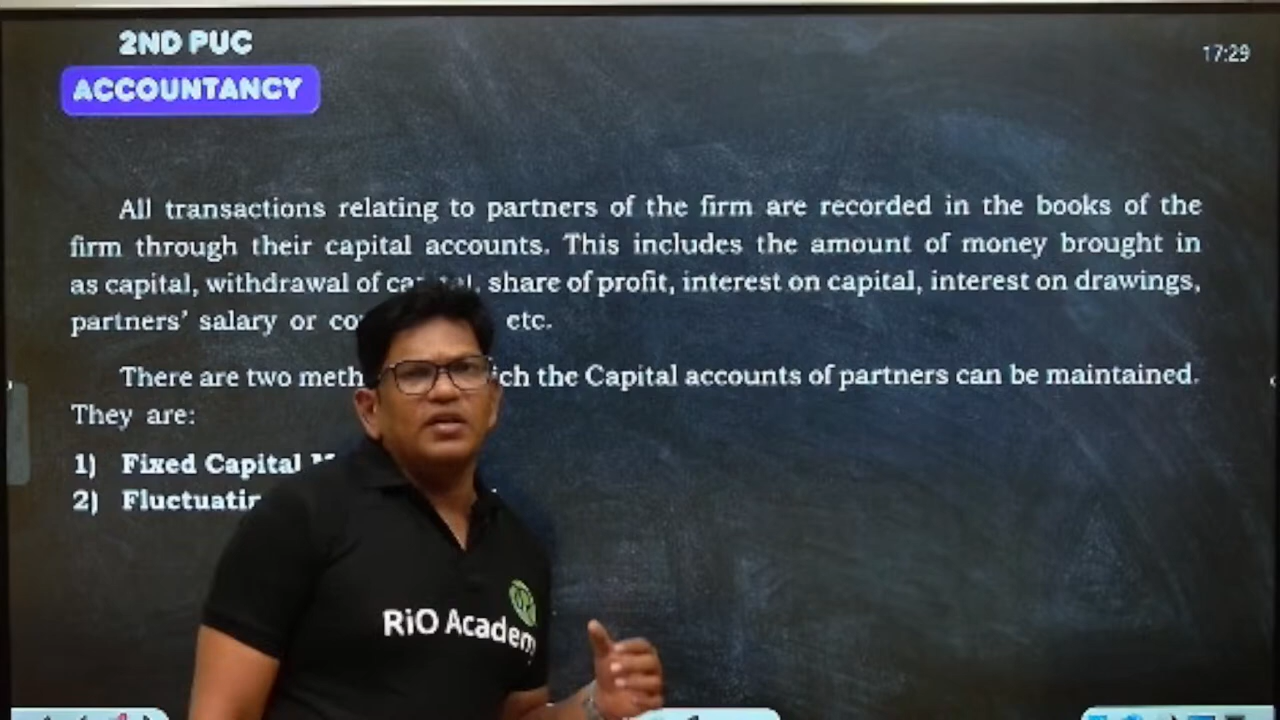 2ND PUC
17:29
ACCOUNTANCY
All transactions relating to partners of the firm are recorded in the books of the
firm through their capital accounts. This includes the amount of money brought in
as capital, withdrawal of share of profit, interest on capital, interest on drawings,
partners' salary or etc.
There are two the Capital accounts of partners can be maintained.
They are:
1) Fixed Capital
2)
RiO Academy